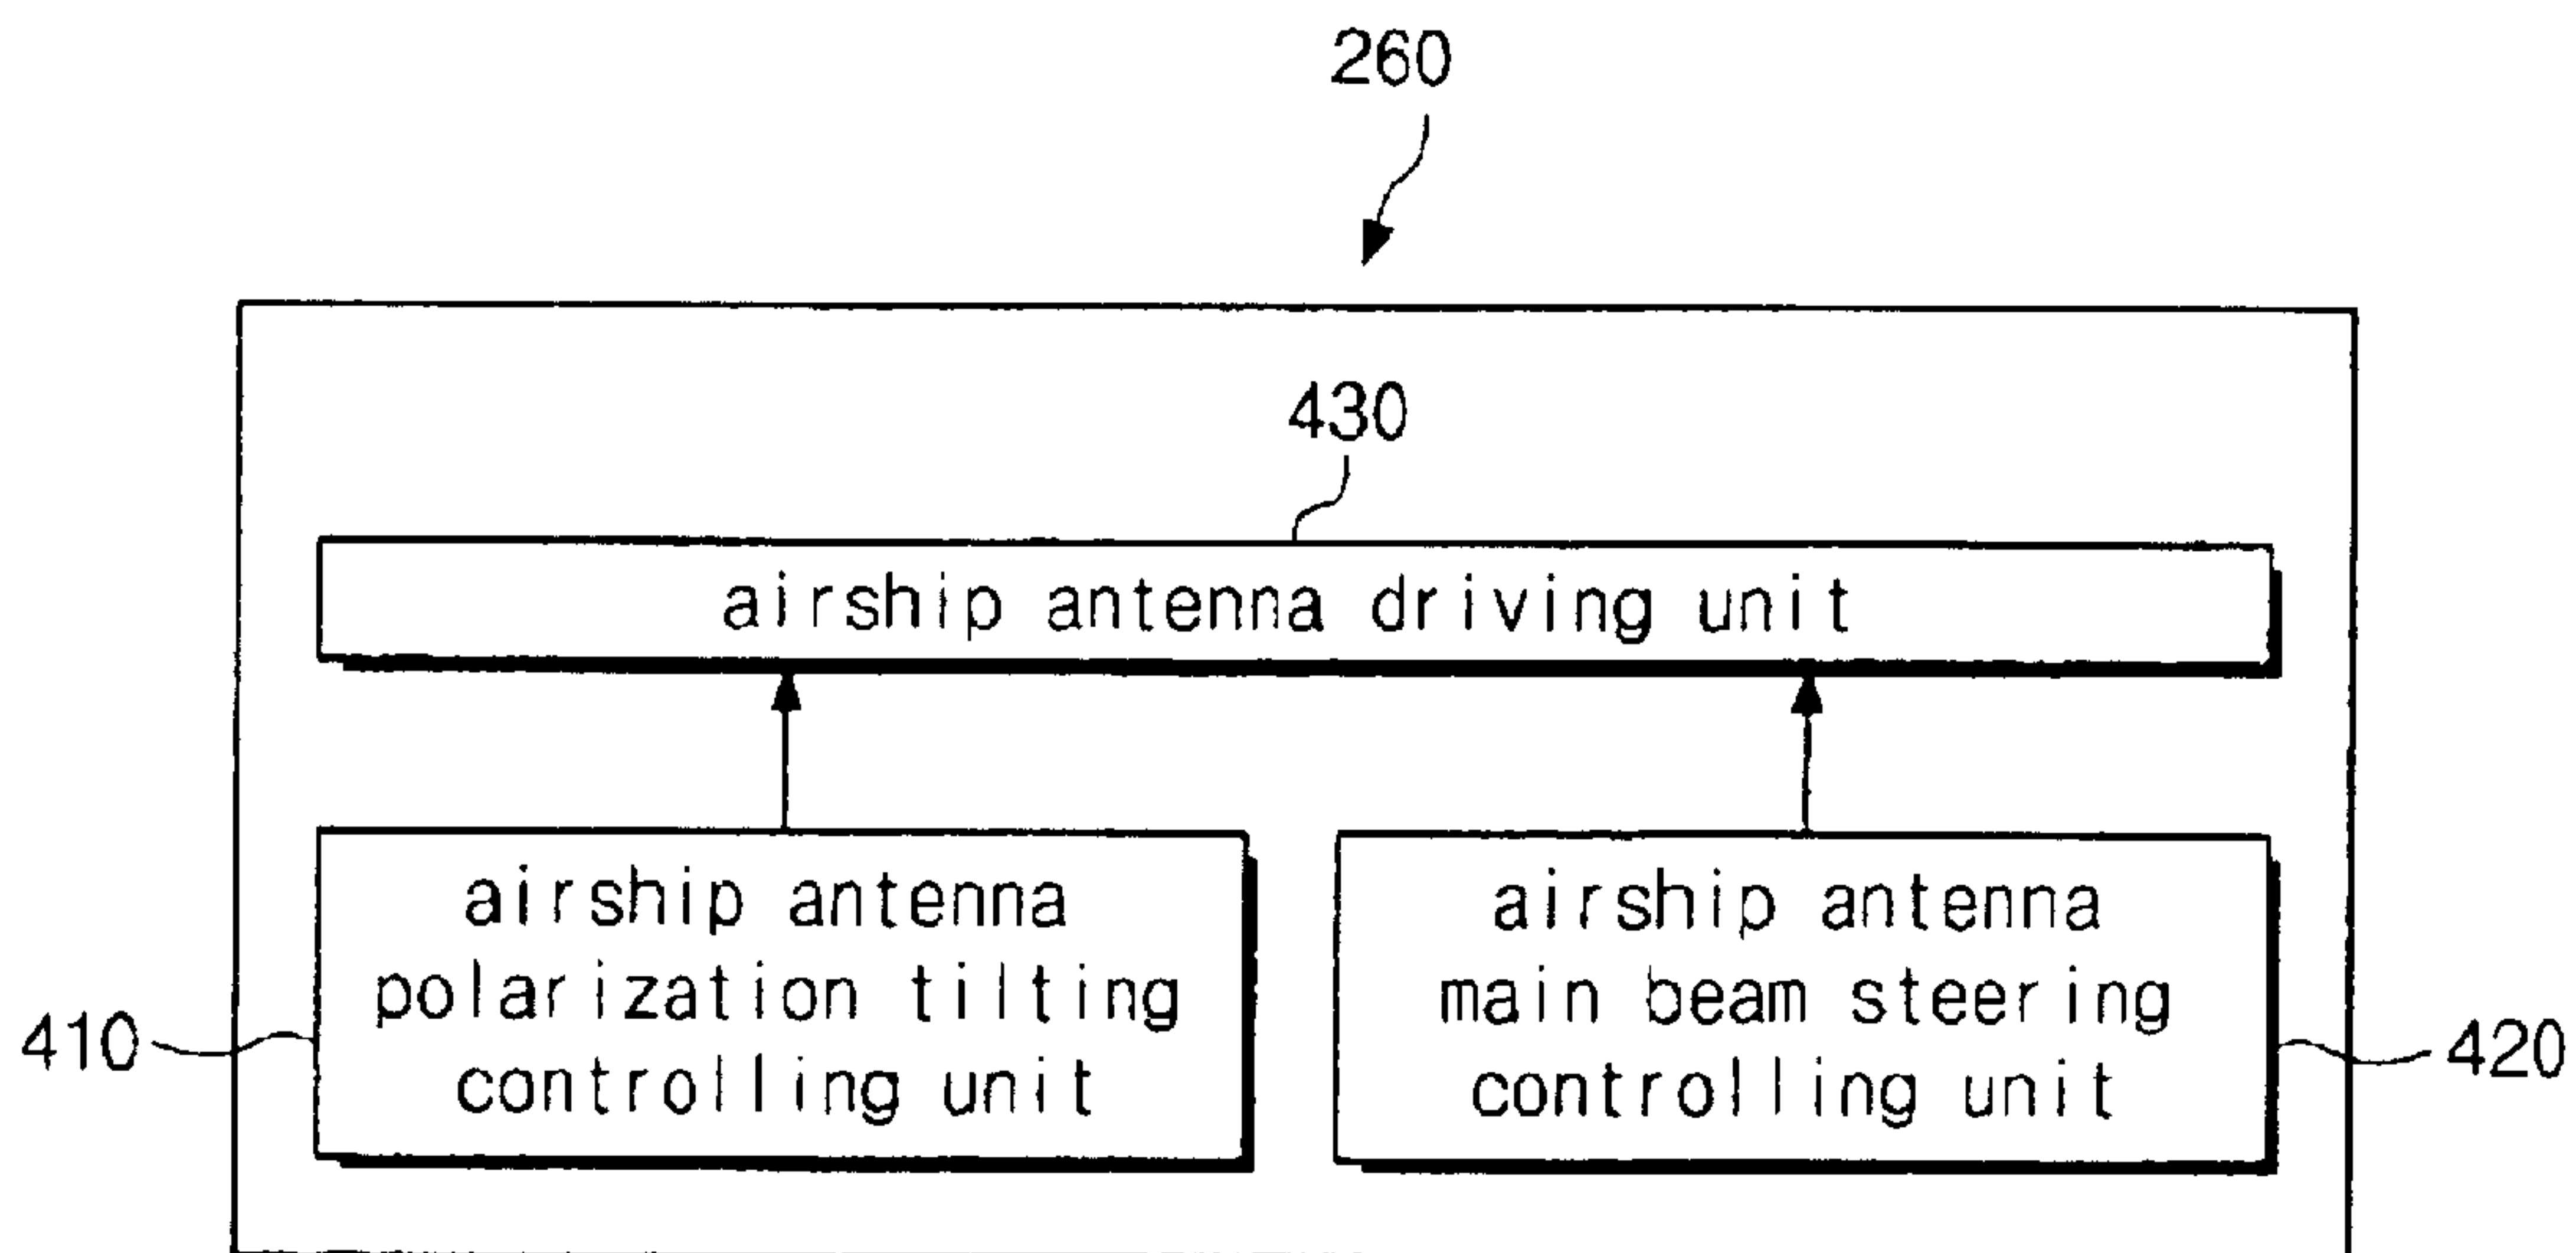 260
430
airship antenna driving unit
airship antenna
polarization tilting
controlling unit
410
airship antenna
main beam steering
controlling unit
420